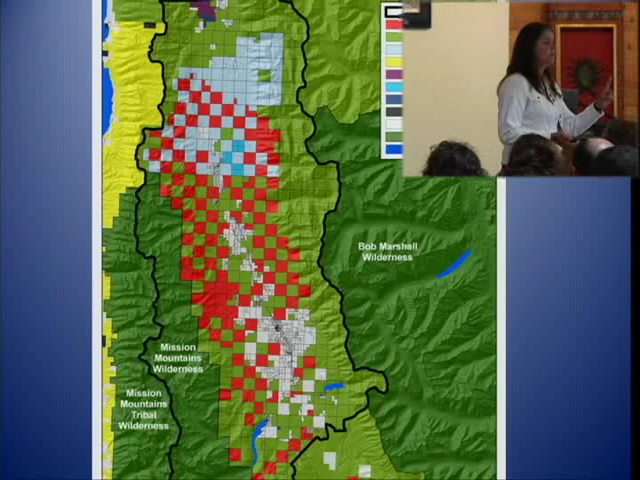 Bob Marshall
Wilderness
Mission
Mountains
Wilderness
Mission
Mountains
Tribal
Wilderness